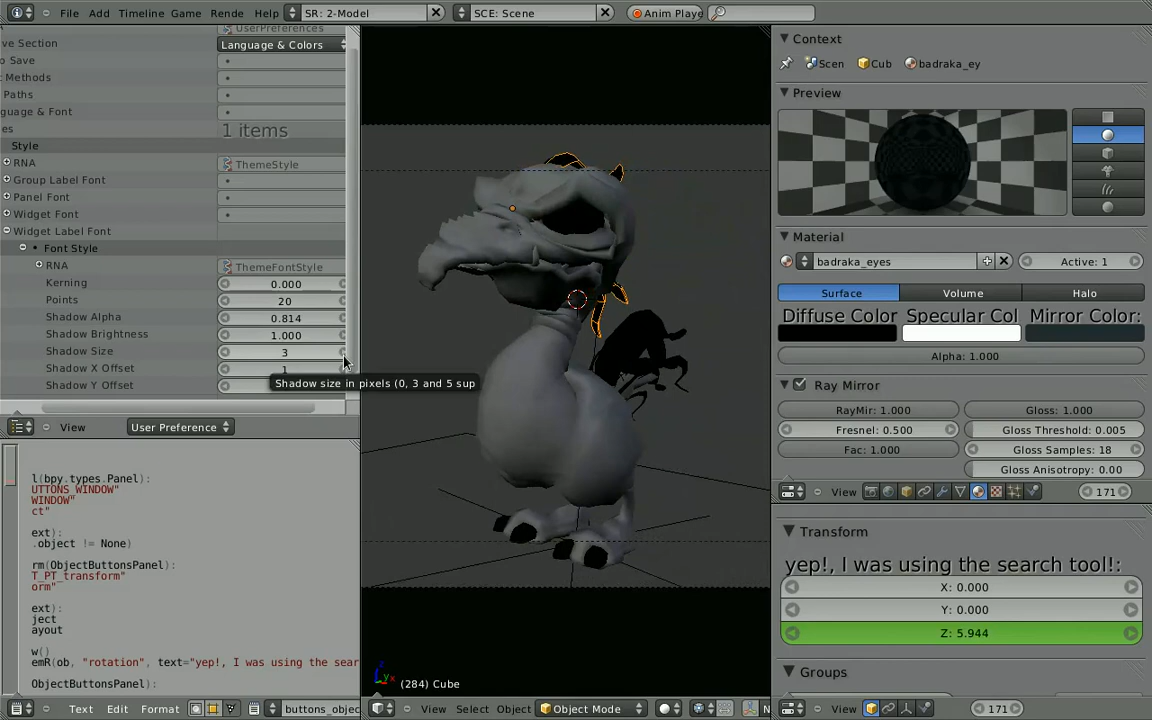 File Add Timeline Game Rende Help SR: 2-Model SCE: Scene Anim Playe
UserPreferences
ve Section Language & Colors
o Save
Methods
Paths
guage & Font
es 1 items
Style
RNA ThemeStyle
Group Label Font
Panel Font
Widget Font
Widget Label Font
Font Style
RNA ThemeFontStyle
Kerning 0.000
Points 20
Shadow Alpha 0.814
Shadow Brightness 1.000
Shadow Size 3
Shadow X Offset 1
Shadow Y Offset
Shadow size in pixels (0, 3 and 5 sup
View User Preference
l(bpy.types.Panel):
UTTONS_WINDOW"
WINDOW"
ct"
ext):
.object != None)
rm(ObjectButtonsPanel):
T_PT_transform"
orm"
ext):
ject
ayout
w()
emR(ob, "rotation", text="yep!, I was using the sear
ObjectButtonsPanel):
Text Edit Format buttons_objec
(284) Cube
View Select Object Object Mode N
Context
Scen Cub badraka_ey
Preview
Material
badraka_eyes Active: 1
Surface Volume Halo
Diffuse Color Specular Col Mirror Color:
Alpha: 1.000
Ray Mirror
RayMir: 1.000 Gloss: 1.000
Fresnel: 0.500 Gloss Threshold: 0.005
Fac: 1.000 Gloss Samples: 18
Gloss Anisotropy: 0.00
View 171
Transform
yep!, I was using the search tool!:
X: 0.000
Y: 0.000
Z: 5.944
Groups
View 171